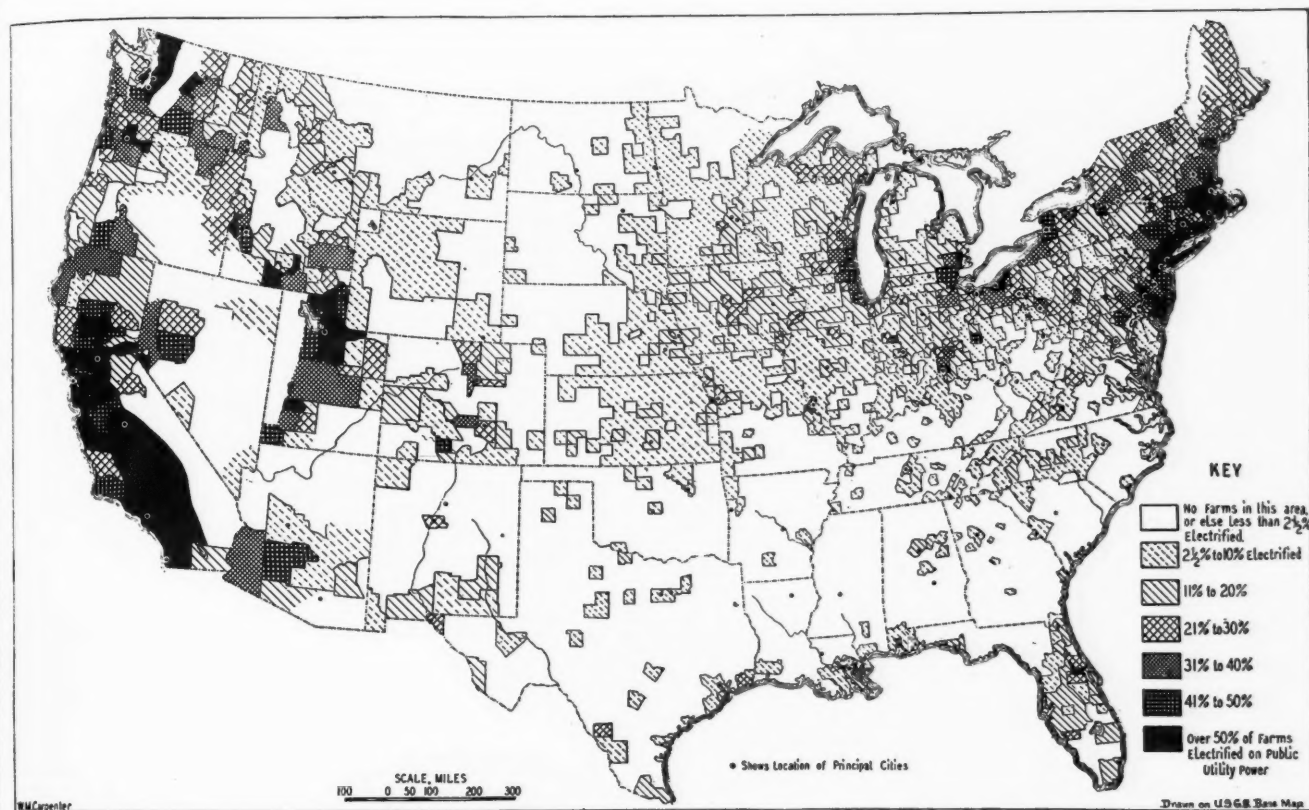 KEY
No Farms in this area,
or else less than 2½%
Electrified.
2½% to 10% Electrified
11% to 20%
21% to 30%
31% to 40%
41% to 50%
Over 50% of Farms
Electrified on Public
Utility Power
• Shows Location of Principal Cities
SCALE, MILES
100 0 50 100 200 300
W.M.Carpenter
Drawn on U.S.G.S. Base Map